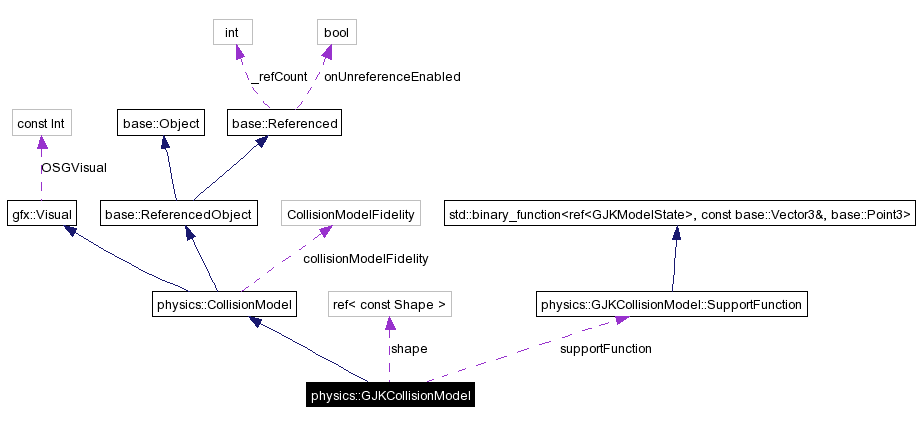 int
bool
_refCount
onUnreferenceEnabled
const Int
base::Object
base::Referenced
OSGVisual
gfx::Visual
base::ReferencedObject
CollisionModelFidelity
std::binary_function<ref<GJKModelState>, const base::Vector3&, base::Point3>
collisionModelFidelity
physics::CollisionModel
ref< const Shape >
physics::GJKCollisionModel::SupportFunction
shape
supportFunction
physics::GJKCollisionModel